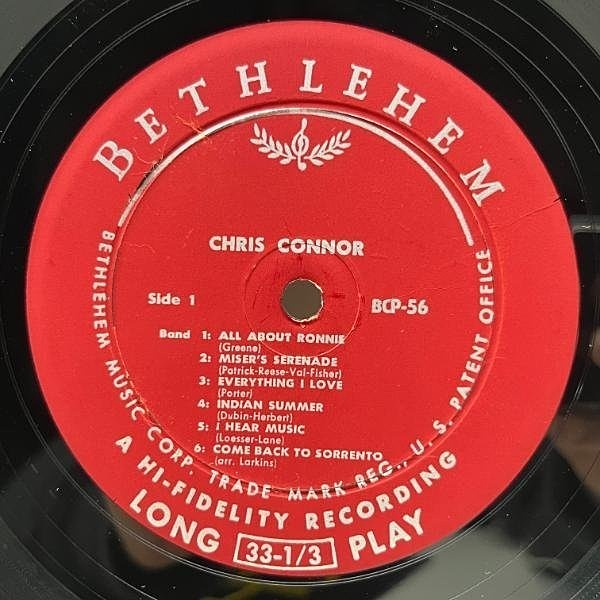 BETHLEHEM
CHRIS CONNOR
Side 1
BCP-56
Band 1: ALL ABOUT RONNIE
(Greene)
2: MISER'S SERENADE
(Patrick-Reese-Val-Fisher)
3: EVERYTHING I LOVE
(Porter)
4: INDIAN SUMMER
(Dubin-Herbert)
5: I HEAR MUSIC
(Loesser-Lane)
6: COME BACK TO SORRENTO
(arr. Larkins)
BETHLEHEM MUSIC CORP. TRADE MARK REG., U. S. PATENT OFFICE
A HI-FIDELITY RECORDING
LONG 33-1/3 PLAY